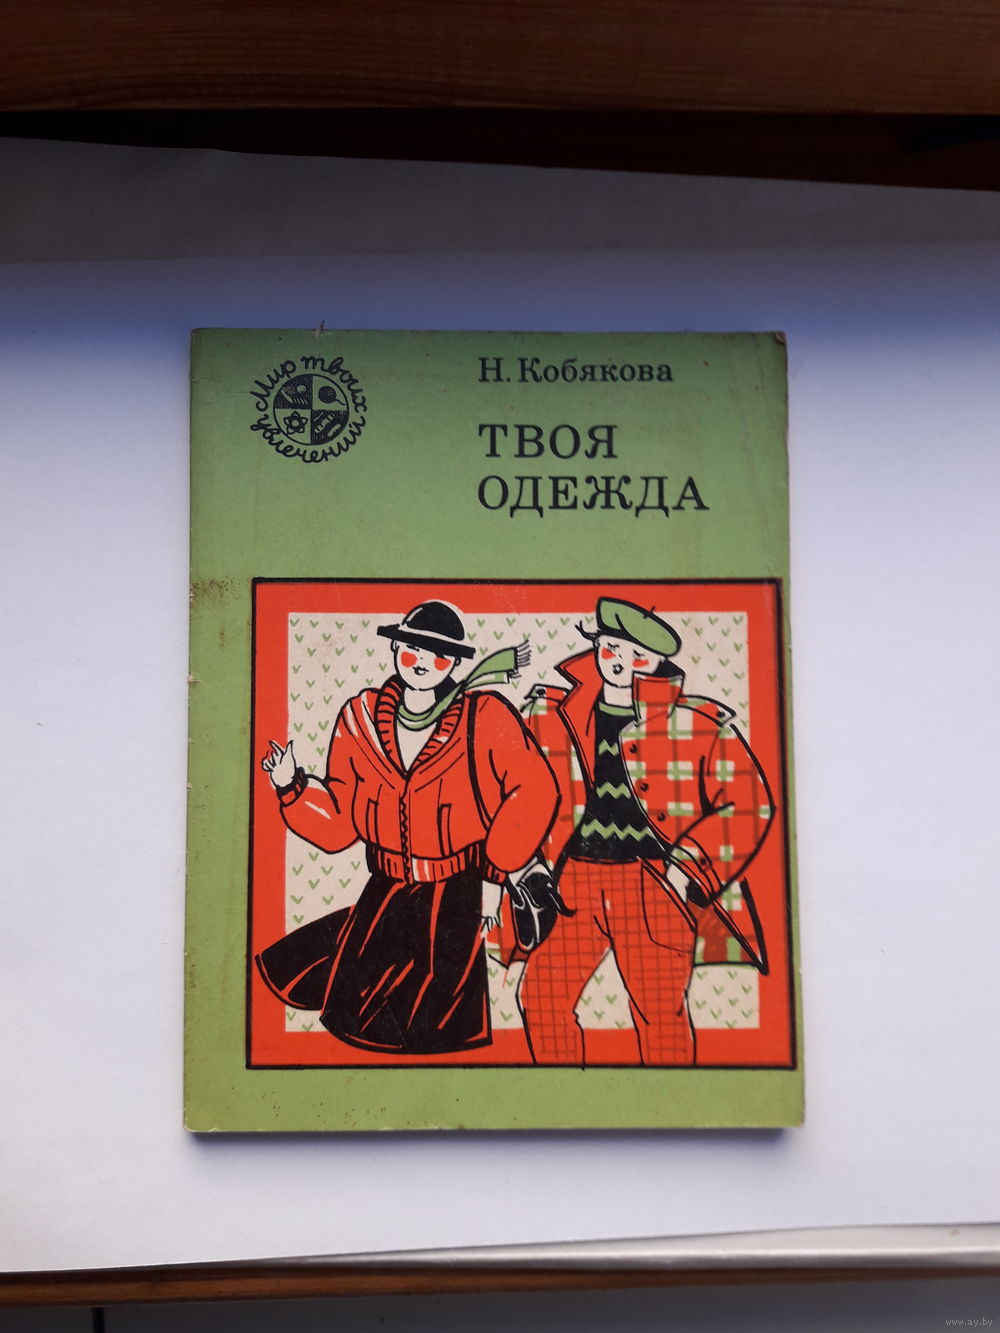 Мир твоих
увлечений
Н. Кобякова
ТВОЯ
ОДЕЖДА
www.ay.by